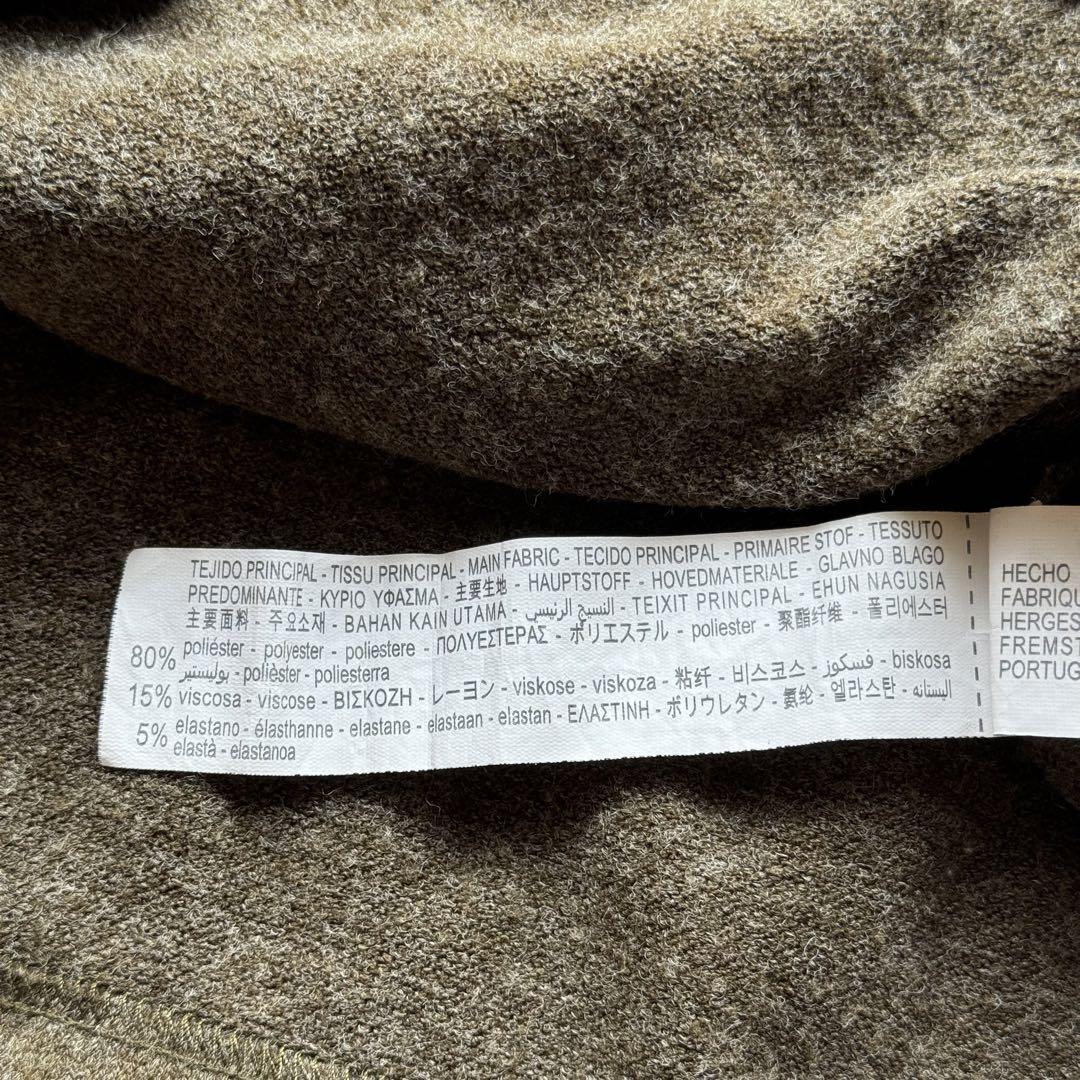 TEJIDO PRINCIPAL - TISSU PRINCIPAL - MAIN FABRIC - TECIDO PRINCIPAL - PRIMAIRE STOF - TESSUTO
PREDOMINANTE - ΚΥΡΙΟ ΥΦΑΣΜΑ - 主要生地 - HAUPTSTOFF - HOVEDMATERIALE - GLAVNO BLAGO
主要面料 - 주요소재 - BAHAN KAIN UTAMA - النسيج الرئيسي - TEIXIT PRINCIPAL - EHUN NAGUSIA
80% poliéster - polyester - poliestere - ΠΟΛΥΕΣΤΕΡΑΣ - ポリエステル - poliester - 聚酯纤维 - 폴리에스터
بوليستير - polièster - poliesterra
15% viscosa - viscose - ΒΙΣΚΟΖΗ - レーヨン - viskose - viskoza - 粘纤 - 비스코스 - فسكوز - biskosa
5% elastano - élasthanne - elastane - elastaan - elastan - ΕΛΑΣΤΙΝΗ - ポリウレタン - 氨纶 - 엘라스탄 - اليستانه
elastà - elastanoa
HECHO
FABRIQU
HERGES
FREMST
PORTUG